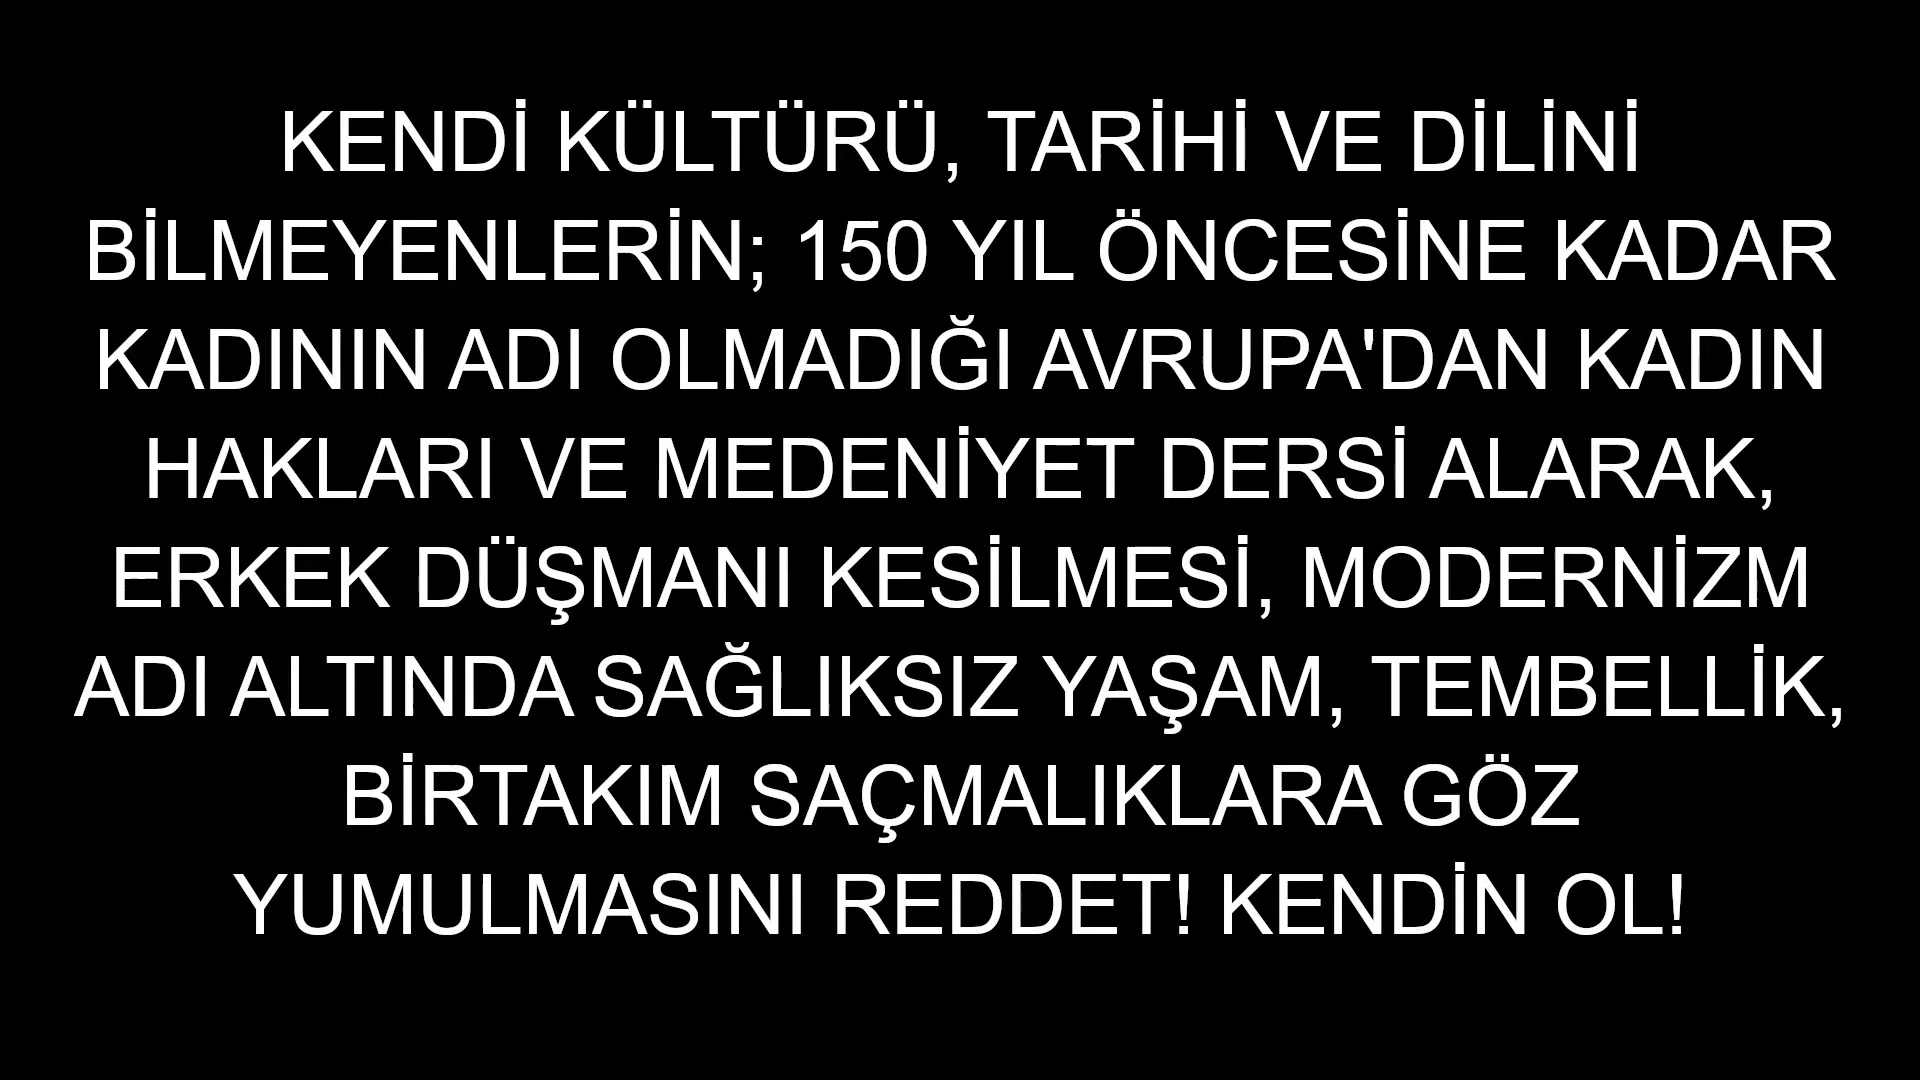 KENDİ KÜLTÜRÜ, TARİHİ VE DİLİNİ
BİLMEYENLERİN; 150 YIL ÖNCESİNE KADAR
KADININ ADI OLMADIĞI AVRUPA'DAN KADIN
HAKLARI VE MEDENİYET DERSİ ALARAK,
ERKEK DÜŞMANI KESİLMESİ, MODERNİZM
ADI ALTINDA SAĞLIKSIZ YAŞAM, TEMBELLİK,
BİRTAKIM SAÇMALIKLARA GÖZ
YUMULMASINI REDDET! KENDİN OL!